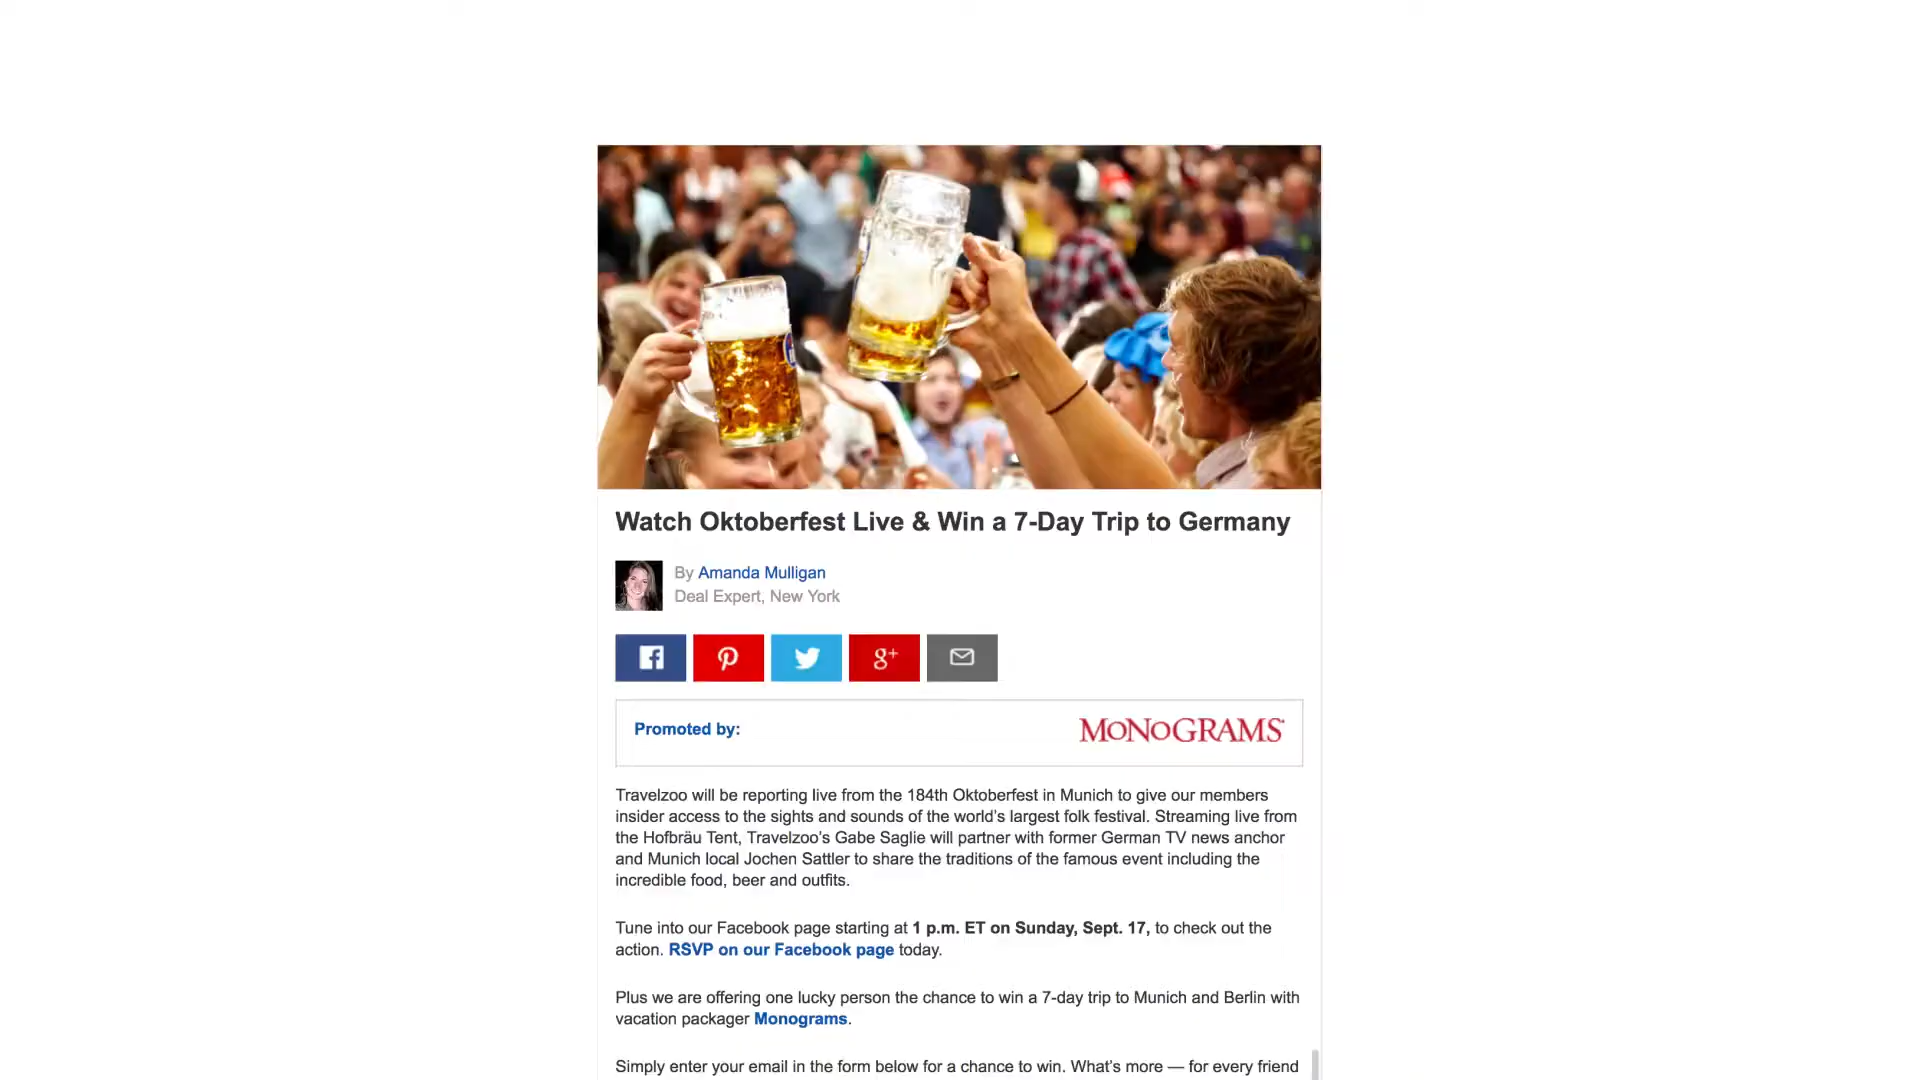 Watch Oktoberfest Live & Win a 7-Day Trip to Germany
By Amanda Mulligan
Deal Expert, New York
Promoted by:
MONOGRAMS
Travelzoo will be reporting live from the 184th Oktoberfest in Munich to give our members
insider access to the sights and sounds of the world's largest folk festival. Streaming live from
the Hofbräu Tent, Travelzoo's Gabe Saglie will partner with former German TV news anchor
and Munich local Jochen Sattler to share the traditions of the famous event including the
incredible food, beer and outfits.
Tune into our Facebook page starting at 1 p.m. ET on Sunday, Sept. 17, to check out the
action. RSVP on our Facebook page today.
Plus we are offering one lucky person the chance to win a 7-day trip to Munich and Berlin with
vacation packager Monograms.
Simply enter your email in the form below for a chance to win. What's more — for every friend